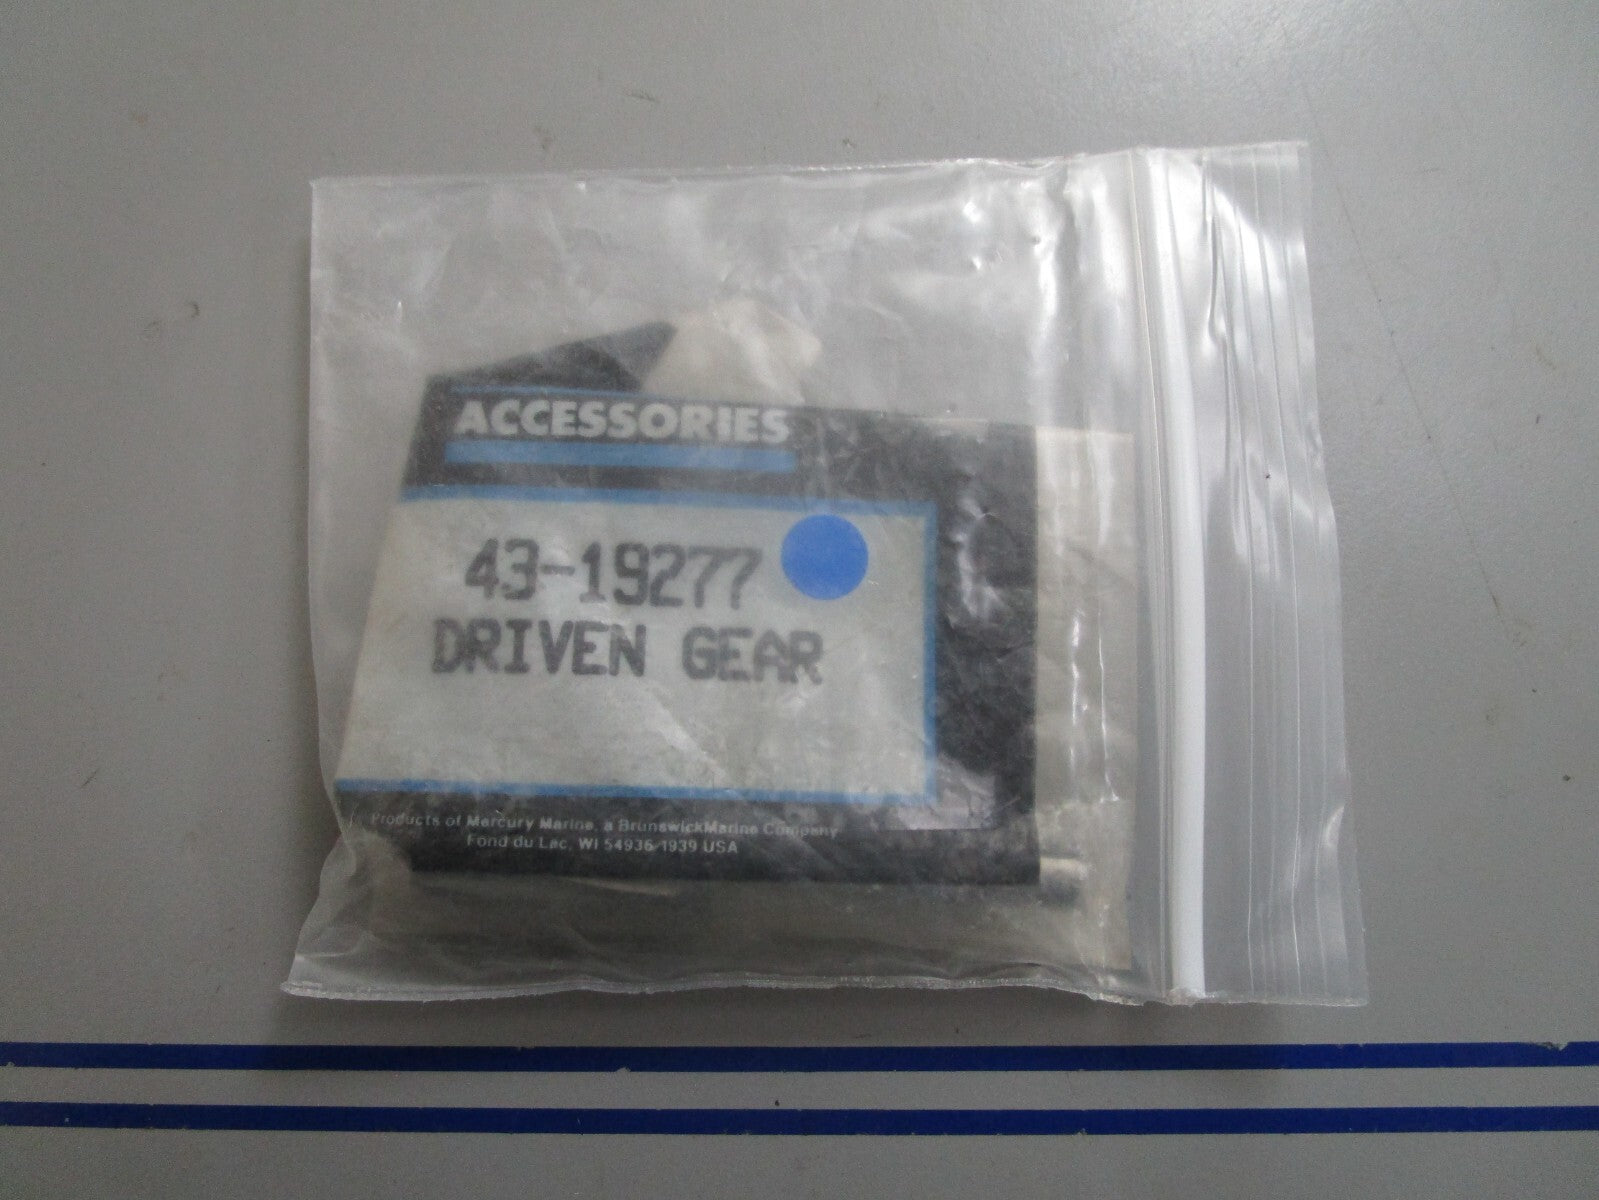 ACCESSORIES
43-19277
DRIVEN GEAR
Products of Mercury Marine, a Brunswick Marine Company
Fond du Lac, WI 54936-1939 USA